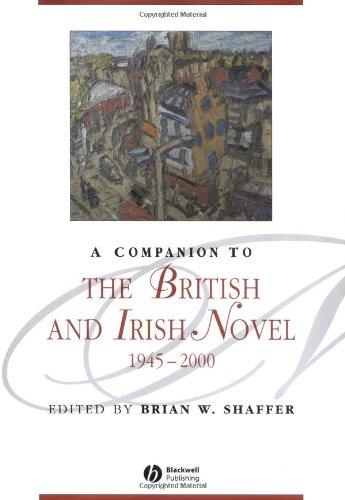 Copyrighted Material
A COMPANION TO
THE BRITISH
AND IRISH NOVEL
1945–2000
EDITED BY BRIAN W. SHAFFER
Blackwell
Publishing
Copyrighted Material